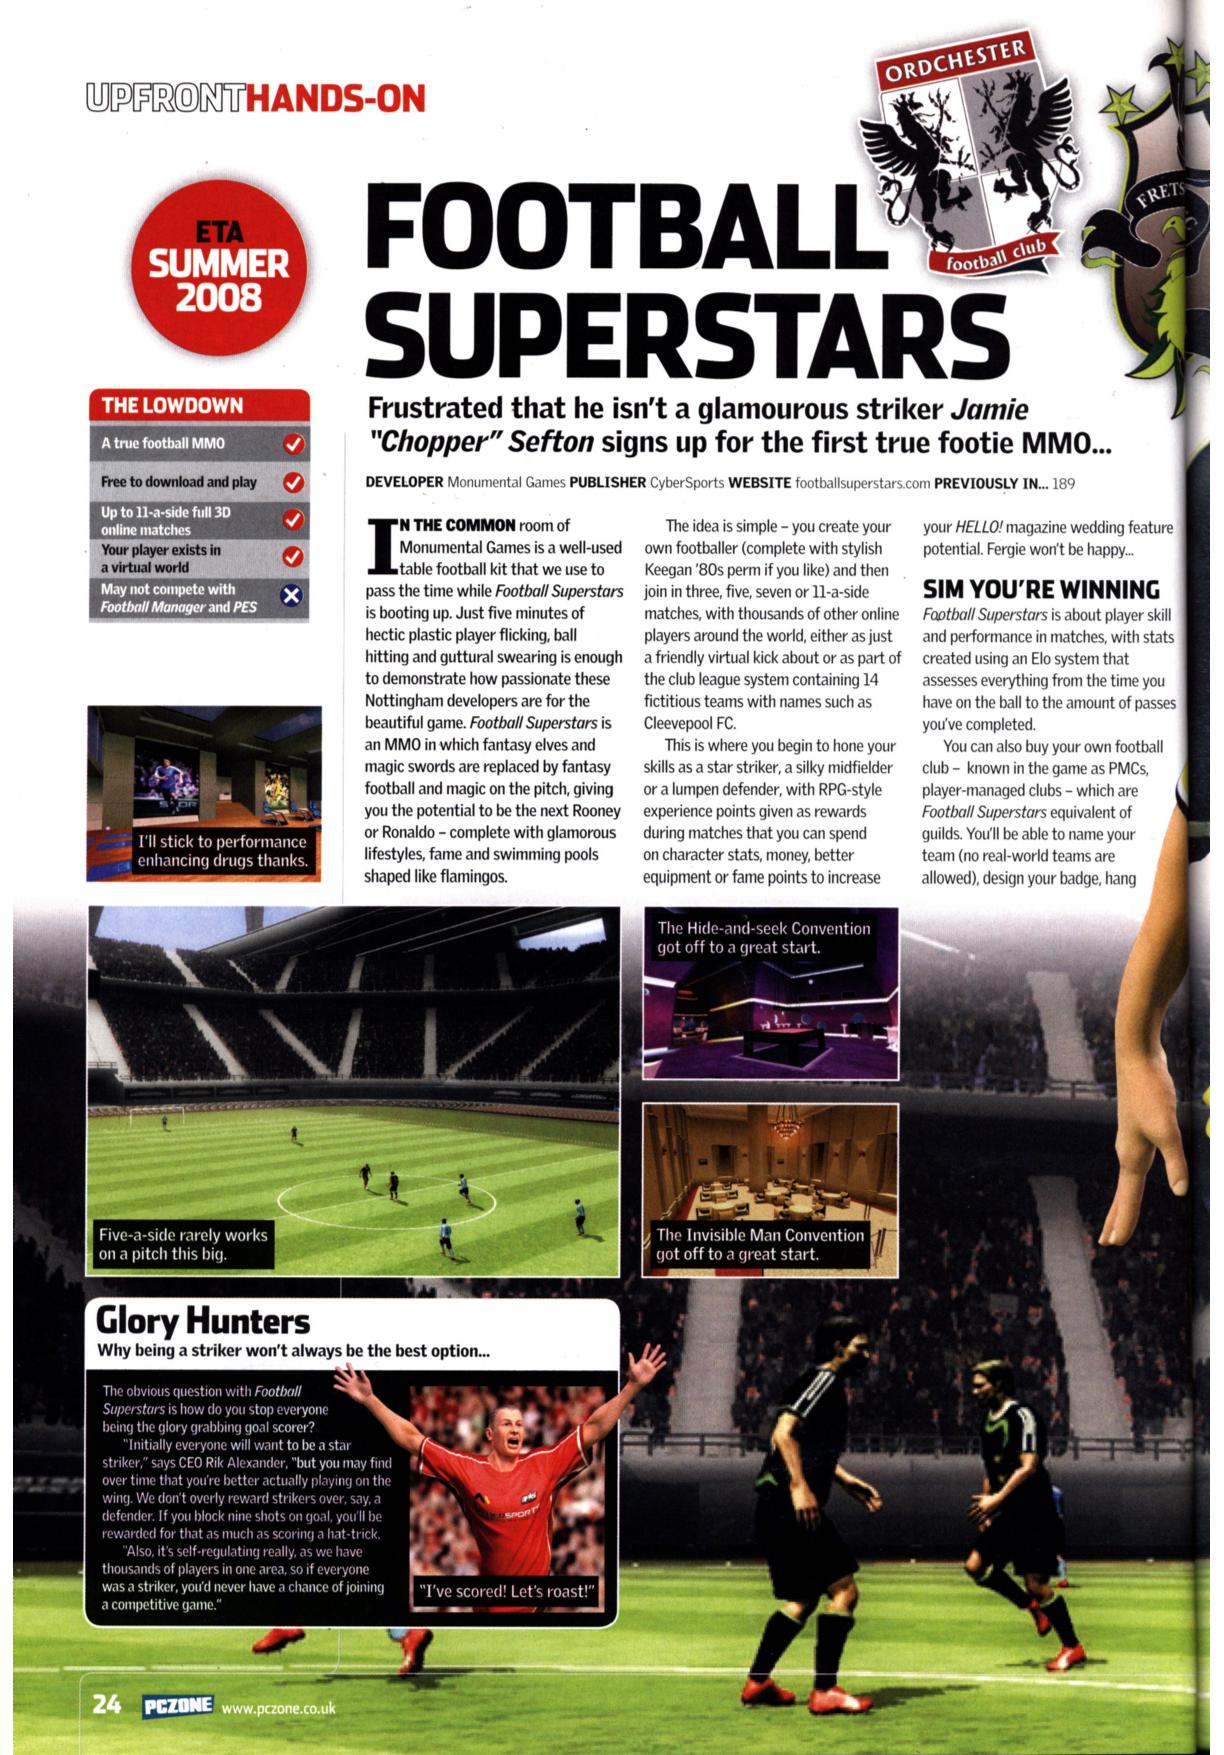 UPFRONTHANDS-ON
ORDCHESTER
football club
FRETS
ETA
SUMMER
2008
FOOTBALL
SUPERSTARS
Frustrated that he isn't a glamourous striker Jamie
"Chopper" Sefton signs up for the first true footie MMO...
DEVELOPER Monumental Games PUBLISHER CyberSports WEBSITE footballsuperstars.com PREVIOUSLY IN... 189
THE LOWDOWN
A true football MMO
Free to download and play
Up to 11-a-side full 3D
online matches
Your player exists in
a virtual world
May not compete with
Football Manager and PES
I'll stick to performance
enhancing drugs thanks.
IN THE COMMON room of
Monumental Games is a well-used
table football kit that we use to
pass the time while Football Superstars
is booting up. Just five minutes of
hectic plastic player flicking, ball
hitting and guttural swearing is enough
to demonstrate how passionate these
Nottingham developers are for the
beautiful game. Football Superstars is
an MMO in which fantasy elves and
magic swords are replaced by fantasy
football and magic on the pitch, giving
you the potential to be the next Rooney
or Ronaldo – complete with glamorous
lifestyles, fame and swimming pools
shaped like flamingos.
The idea is simple – you create your
own footballer (complete with stylish
Keegan '80s perm if you like) and then
join in three, five, seven or 11-a-side
matches, with thousands of other online
players around the world, either as just
a friendly virtual kick about or as part of
the club league system containing 14
fictitious teams with names such as
Cleevepool FC.
This is where you begin to hone your
skills as a star striker, a silky midfielder
or a lumpen defender, with RPG-style
experience points given as rewards
during matches that you can spend
on character stats, money, better
equipment or fame points to increase
your HELLO! magazine wedding feature
potential. Fergie won't be happy...
SIM YOU'RE WINNING
Football Superstars is about player skill
and performance in matches, with stats
created using an Elo system that
assesses everything from the time you
have on the ball to the amount of passes
you've completed.
You can also buy your own football
club – known in the game as PMCs,
player-managed clubs – which are
Football Superstars equivalent of
guilds. You'll be able to name your
team (no real-world teams are
allowed), design your badge, hang
The Hide-and-seek Convention
got off to a great start.
Five-a-side rarely works
on a pitch this big.
The Invisible Man Convention
got off to a great start.
Glory Hunters
Why being a striker won't always be the best option...
The obvious question with Football
Superstars is how do you stop everyone
being the glory grabbing goal scorer?
"Initially everyone will want to be a star
striker," says CEO Rik Alexander, "but you may find
over time that you're better actually playing on the
wing. We don't overly reward strikers over, say, a
defender. If you block nine shots on goal, you'll be
rewarded for that as much as scoring a hat-trick.
"Also, it's self-regulating really, as we have
thousands of players in one area, so if everyone
was a striker, you'd never have a chance of joining
a competitive game."
"I've scored! Let's roast!"
24 PCZONE www.pczone.co.uk